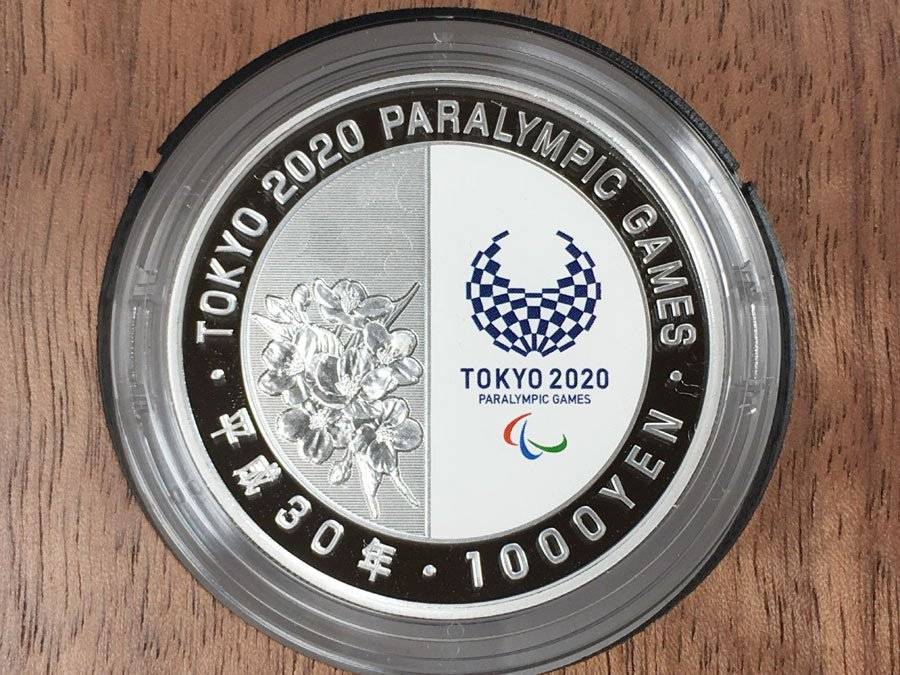 TOKYO 2020 PARALYMPIC GAMES
TOKYO 2020
PARALYMPIC GAMES
平成30年・1000YEN